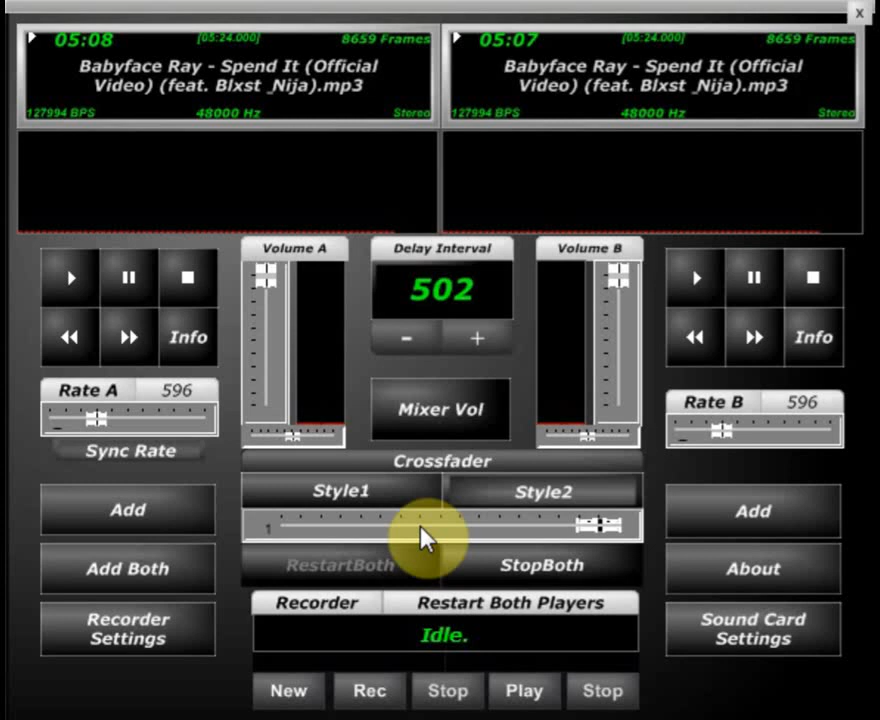 x
05:08 [05:24.000] 8659 Frames
Babyface Ray - Spend It (Official
Video) (feat. Blxst _Nija).mp3
127994 BPS 48000 Hz Stereo
05:07 [05:24.000] 8659 Frames
Babyface Ray - Spend It (Official
Video) (feat. Blxst _Nija).mp3
127994 BPS 48000 Hz Stereo
Volume A
Delay Interval
Volume B
502
- +
Info
Info
Rate A 596
Mixer Vol
Rate B 596
Sync Rate
Crossfader
Style1
Style2
1
Add
Add
RestartBoth
StopBoth
Add Both
About
Recorder
Settings
Recorder
Restart Both Players
Idle.
Sound Card
Settings
New
Rec
Stop
Play
Stop